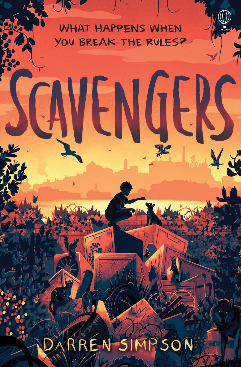 WHAT HAPPENS WHEN
YOU BREAK THE RULES?
SCAVENGERS
DARREN SIMPSON